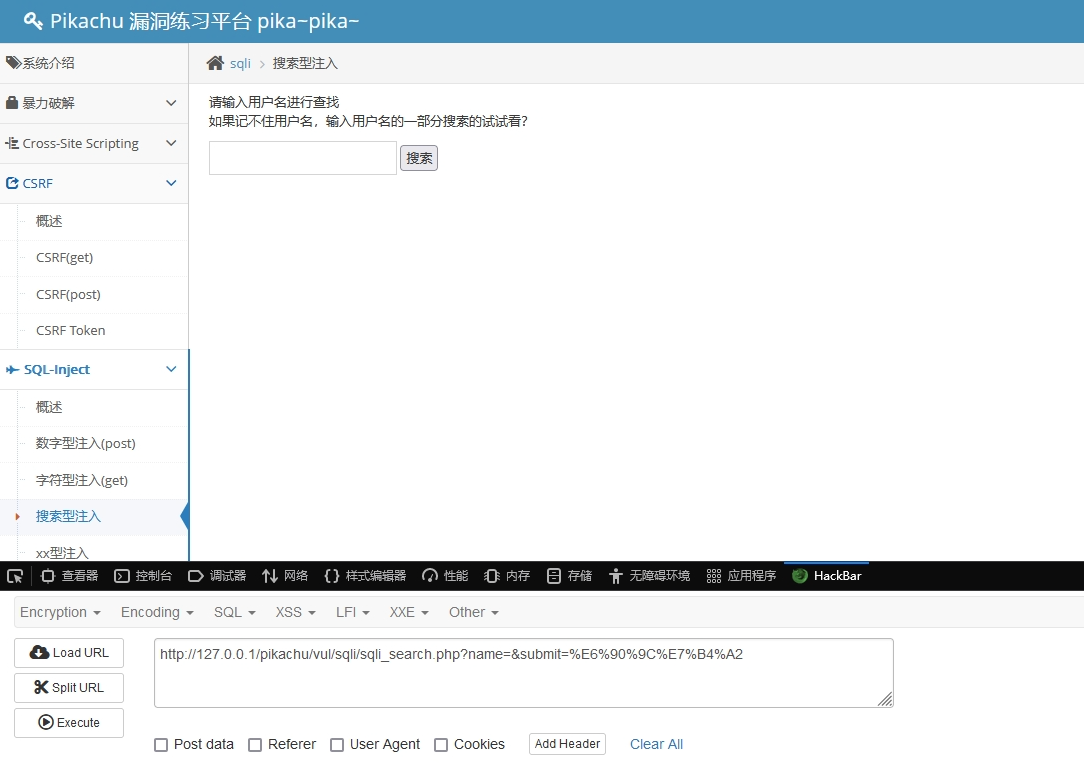 Pikachu 漏洞练习平台 pika~pika~
系统介绍
暴力破解
Cross-Site Scripting
CSRF
概述
CSRF(get)
CSRF(post)
CSRF Token
SQL-Inject
概述
数字型注入(post)
字符型注入(get)
搜索型注入
xx型注入
sqli > 搜索型注入
请输入用户名进行查找
如果记不住用户名，输入用户名的一部分搜索的试试看?
搜索
查看器 控制台 调试器 网络 样式编辑器 性能 内存 存储 无障碍环境 应用程序 HackBar
Encryption Encoding SQL XSS LFI XXE Other
Load URL
Split URL
Execute
http://127.0.0.1/pikachu/vul/sqli/sqli_search.php?name=&submit=%E6%90%9C%E7%B4%A2
Post data Referer User Agent Cookies Add Header Clear All